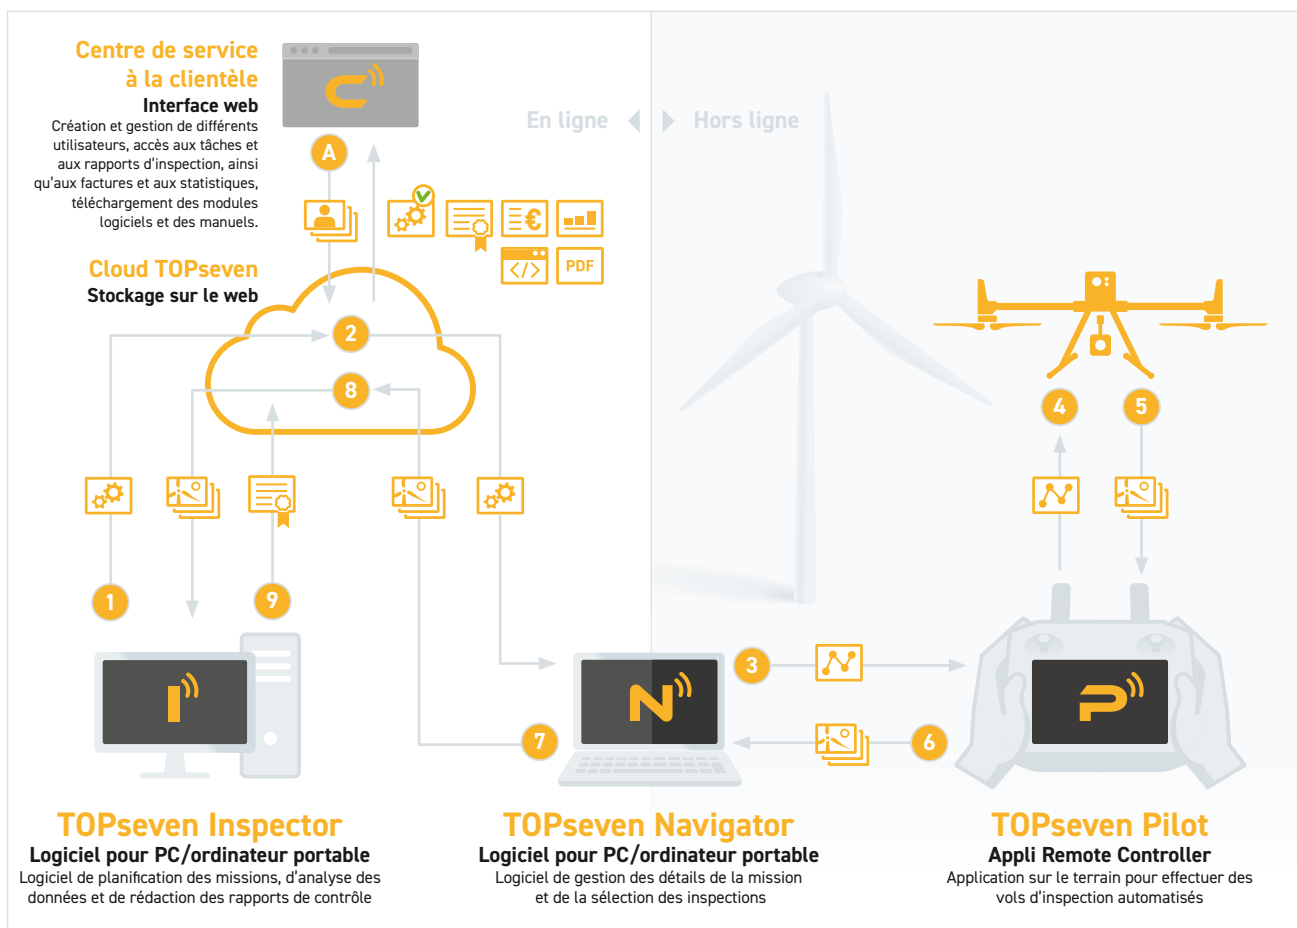 Centre de service
à la clientèle
Interface web
Création et gestion de différents
utilisateurs, accès aux tâches et
aux rapports d'inspection, ainsi
qu'aux factures et aux statistiques,
téléchargement des modules
logiciels et des manuels.
C
A
En ligne
Hors ligne
€
</>
PDF
Cloud TOPseven
Stockage sur le web
2
8
4
5
1
9
3
7
6
I
N
P
TOPseven Inspector
Logiciel pour PC/ordinateur portable
Logiciel de planification des missions, d'analyse des
données et de rédaction des rapports de contrôle
TOPseven Navigator
Logiciel pour PC/ordinateur portable
Logiciel de gestion des détails de la mission
et de la sélection des inspections
TOPseven Pilot
Appli Remote Controller
Application sur le terrain pour effectuer des
vols d'inspection automatisés